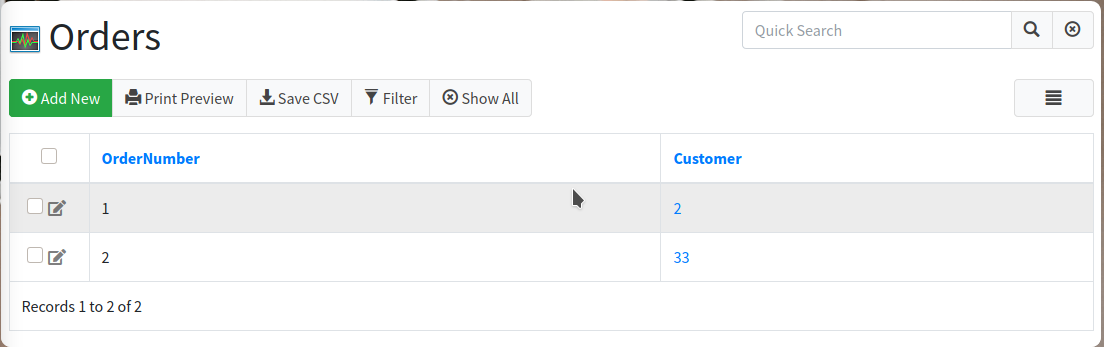 Orders
Quick Search
Add New Print Preview Save CSV Filter Show All
OrderNumber Customer
1 2
2 33
Records 1 to 2 of 2